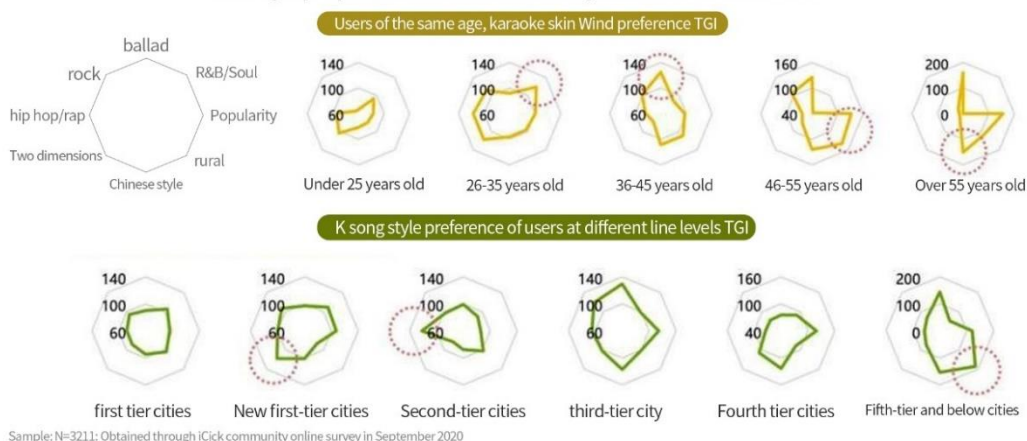 Users of the same age, karaoke skin Wind preference TGI
ballad
rock
R&B/Soul
hip hop/rap
Popularity
Two dimensions
rural
Chinese style
140
100
60
Under 25 years old
140
100
60
26-35 years old
140
100
60
36-45 years old
160
100
40
46-55 years old
200
100
0
Over 55 years old
K song style preference of users at different line levels TGI
140
100
60
first tier cities
140
100
60
New first-tier cities
140
100
60
Second-tier cities
140
100
60
third-tier city
160
100
40
Fourth tier cities
200
100
0
Fifth-tier and below cities
Sample: N=3211; Obtained through iCick community online survey in September 2020